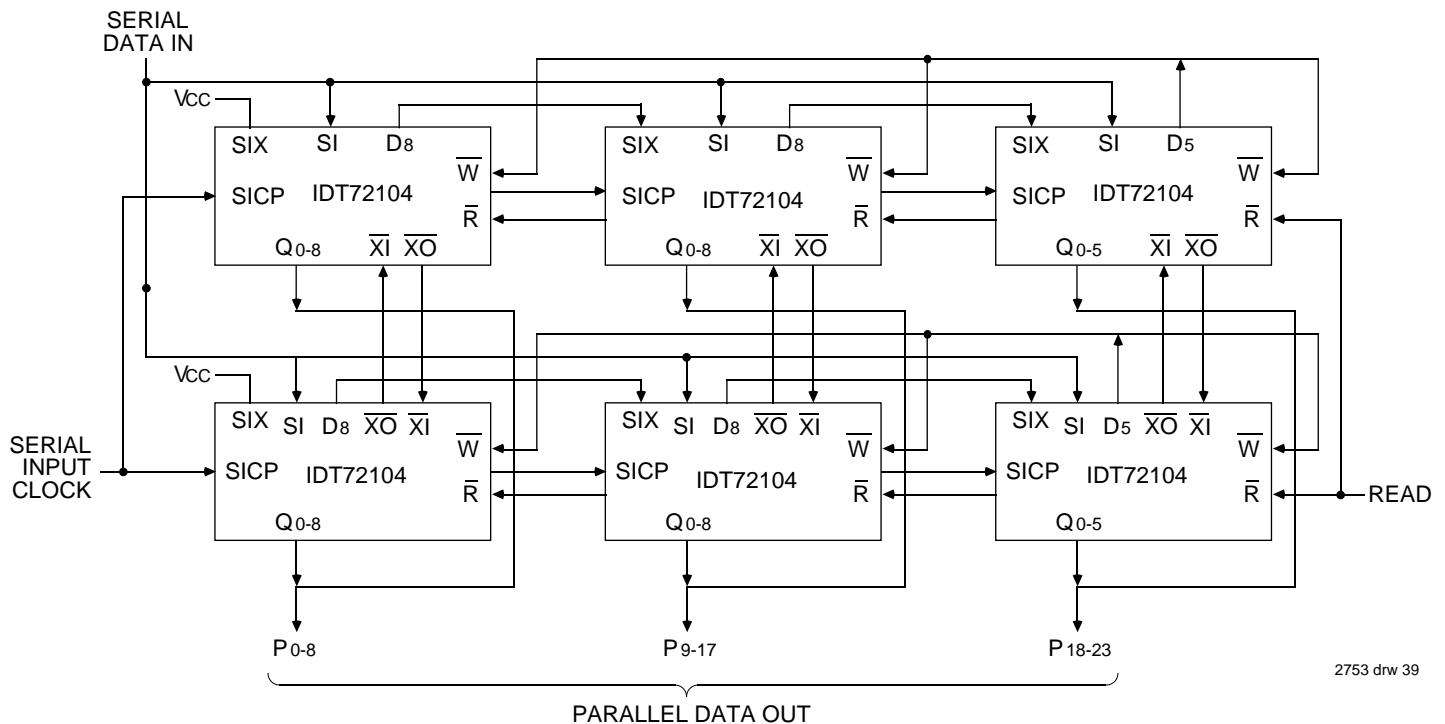 SERIAL
DATA IN
VCC
SIX SI D8 W
SICP IDT72104 R
Q0-8 XI XO
SIX SI D8 W
IDT72104 R
Q0-8 XI XO
SIX SI D5 W
IDT72104 R
Q0-5 XI XO
VCC
SERIAL
INPUT
CLOCK
SIX SI D8 XO XI W
SICP IDT72104 R
Q0-8
SIX SI D8 XO XI W
SICP IDT72104 R
Q0-8
SIX SI D5 XO XI W
SICP IDT72104 R
Q0-5
READ
P0-8
P9-17
P18-23
PARALLEL DATA OUT
2753 drw 39